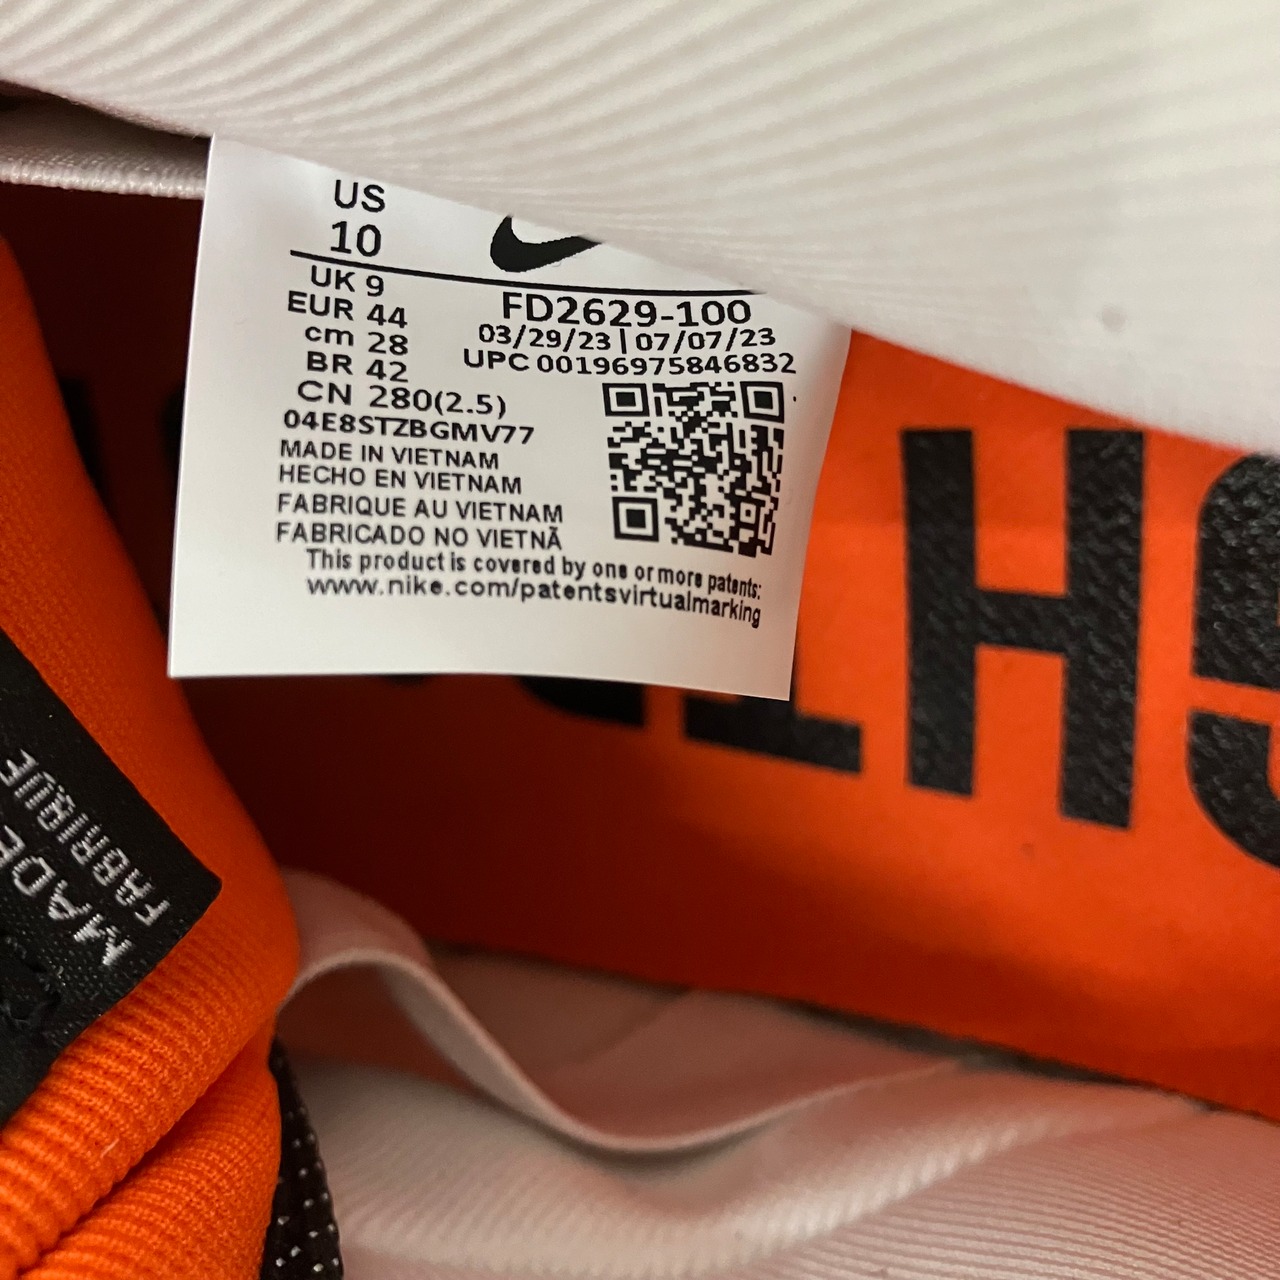 US
10
UK 9
EUR 44
cm 28
BR 42
CN 280(2.5)
FD2629-100
03/29/23 | 07/07/23
UPC 00196975846832
04E8STZBGMV77
MADE IN VIETNAM
HECHO EN VIETNAM
FABRIQUE AU VIETNAM
FABRICADO NO VIETNÃ
This product is covered by one or more patents:
www.nike.com/patentsvirtualmarking
MADE
FABRIQUE